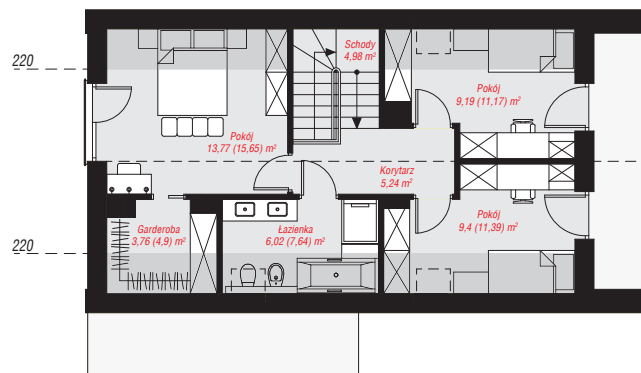 220
Schody
4,98 m²
Pokój
9,19 (11,17) m²
Pokój
13,77 (15,65) m²
Korytarz
5,24 m²
Garderoba
3,76 (4,9) m²
Łazienka
6,02 (7,64) m²
Pokój
9,4 (11,39) m²
220